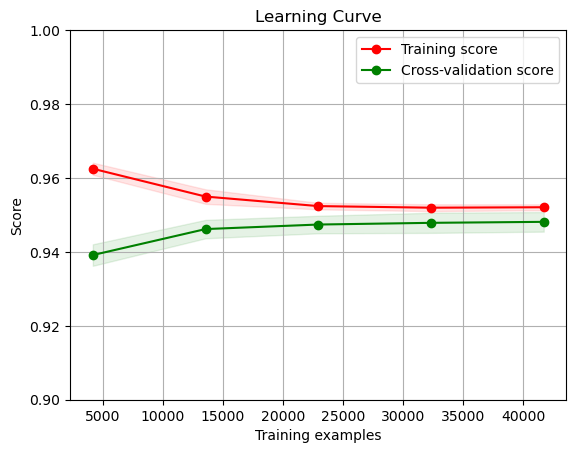 Learning Curve
1.00
0.98
0.96
0.94
0.92
0.90
Score
Training score
Cross-validation score
5000 10000 15000 20000 25000 30000 35000 40000
Training examples